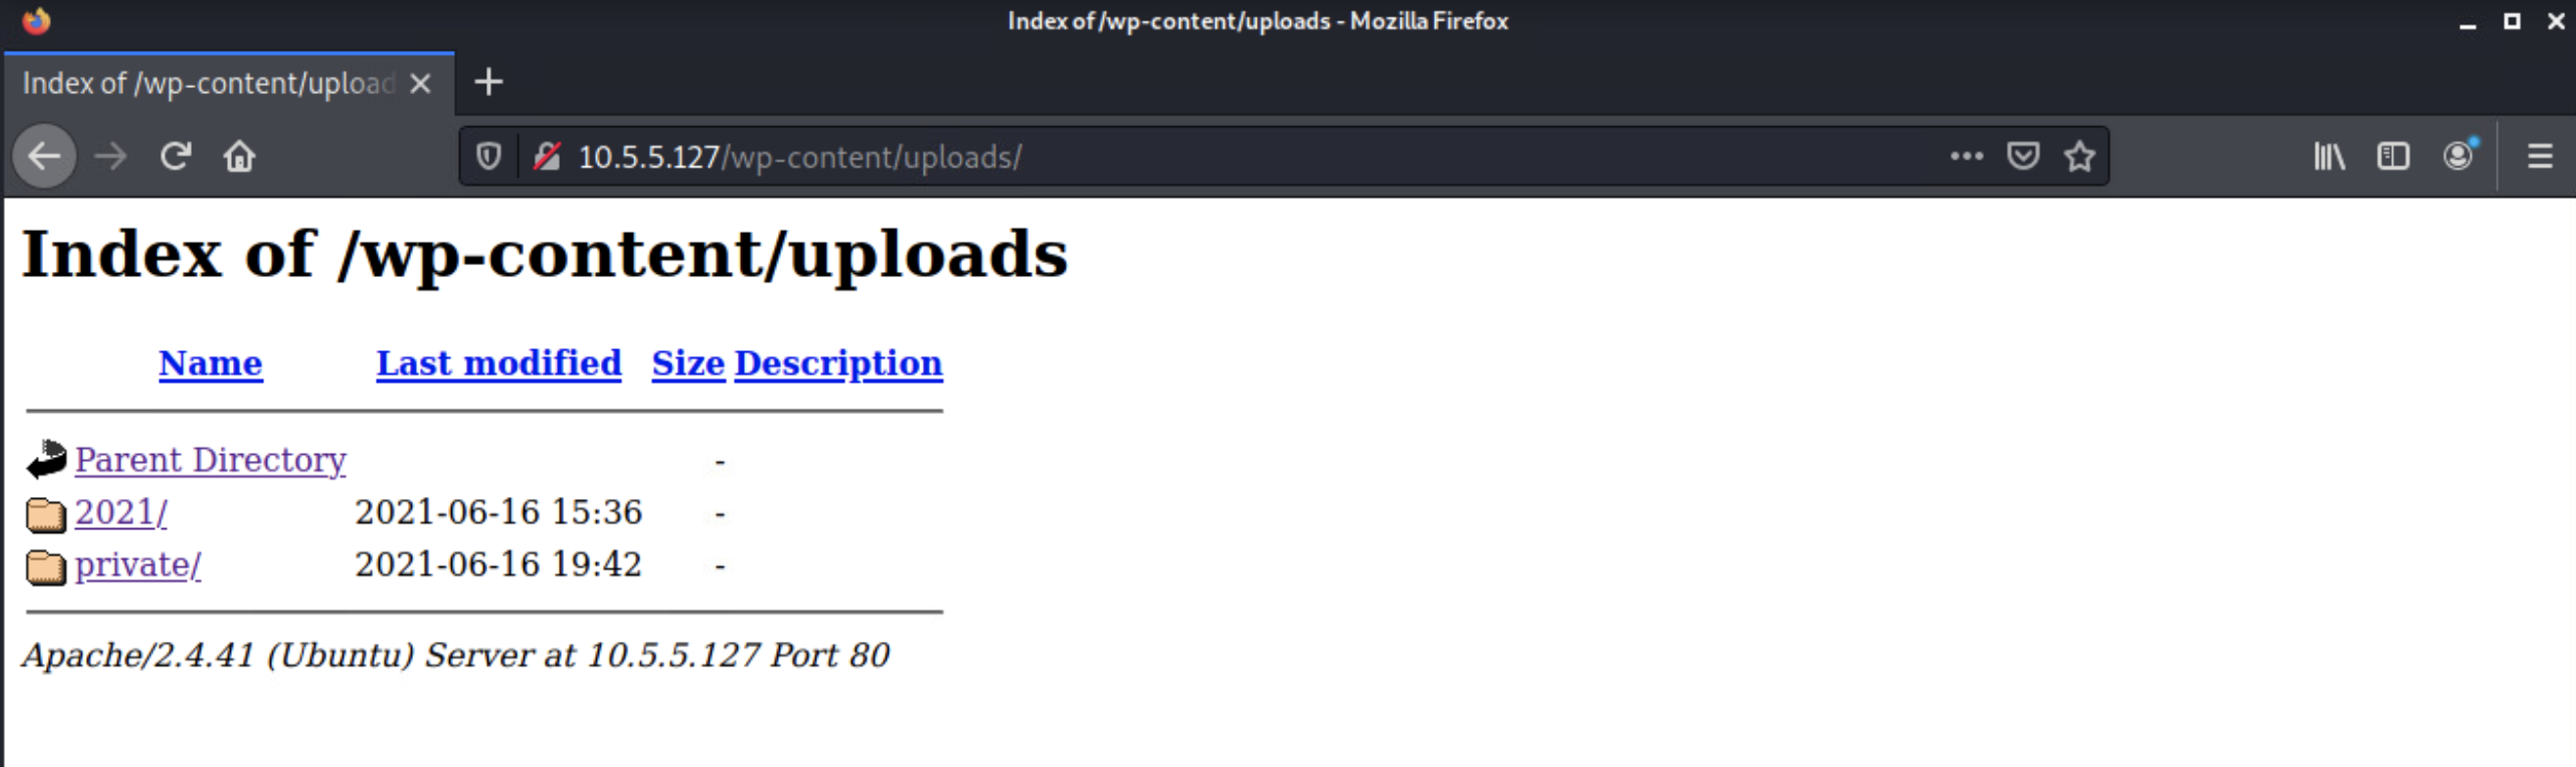 Index of /wp-content/uploads - Mozilla Firefox
Index of /wp-content/upload
10.5.5.127/wp-content/uploads/
Index of /wp-content/uploads
Name Last modified Size Description
Parent Directory -
2021/ 2021-06-16 15:36 -
private/ 2021-06-16 19:42 -
Apache/2.4.41 (Ubuntu) Server at 10.5.5.127 Port 80